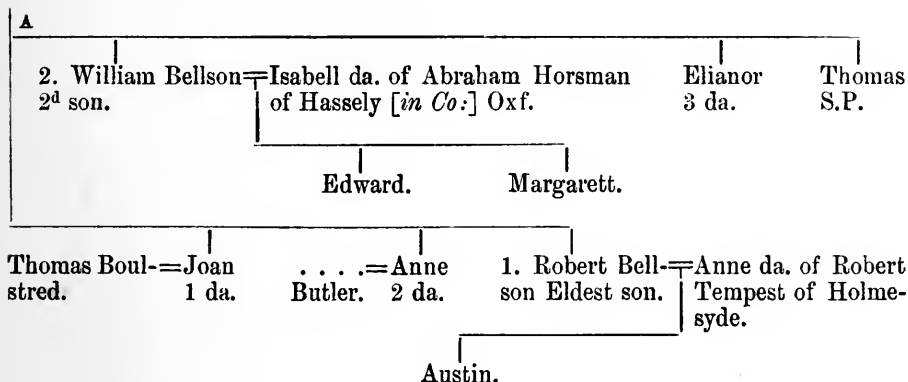 A
2. William Bellson=Isabell da. of Abraham Horsman Elianor Thomas
2d son. of Hassely [in Co:] Oxf. 3 da. S.P.
Edward. Margarett.
Thomas Boul-=Joan . . . .=Anne 1. Robert Bell-=Anne da. of Robert
stred. 1 da. Butler. 2 da. son Eldest son. Tempest of Holme-
syde.
Austin.